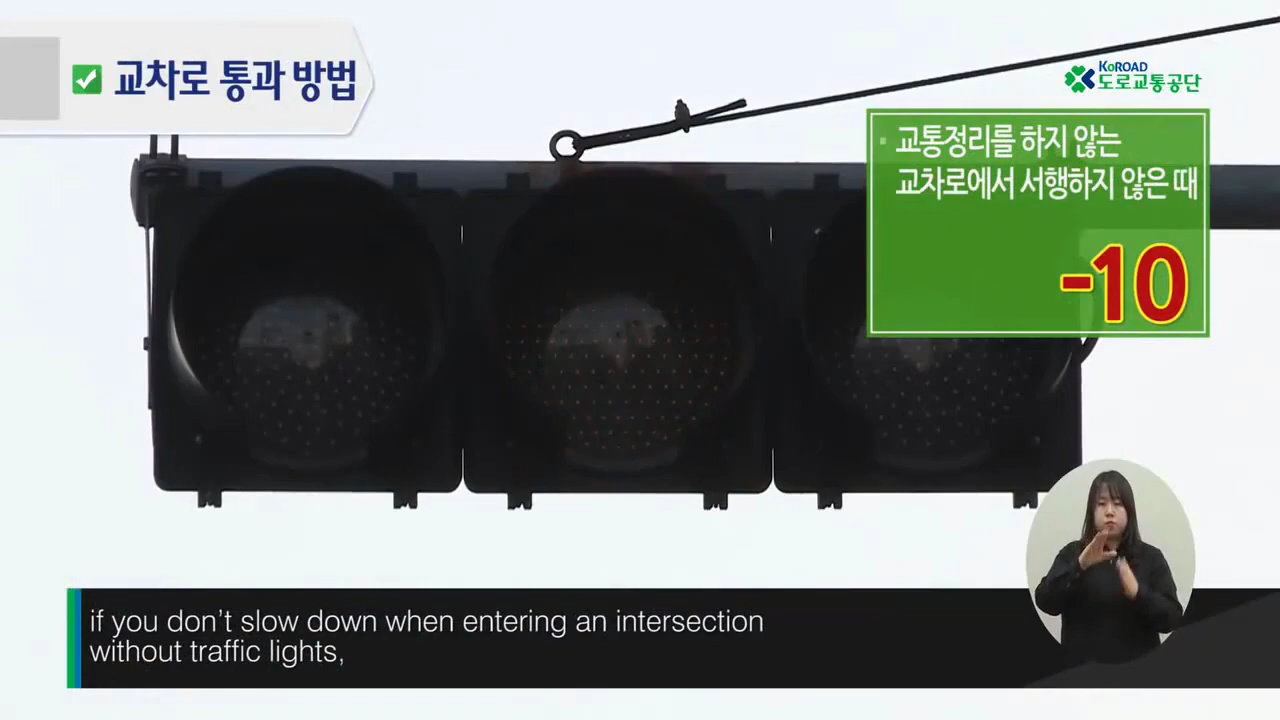 교차로 통과 방법
KoROAD
도로교통공단
교통정리를 하지 않는
교차로에서 서행하지 않은 때
-10
if you don't slow down when entering an intersection
without traffic lights,